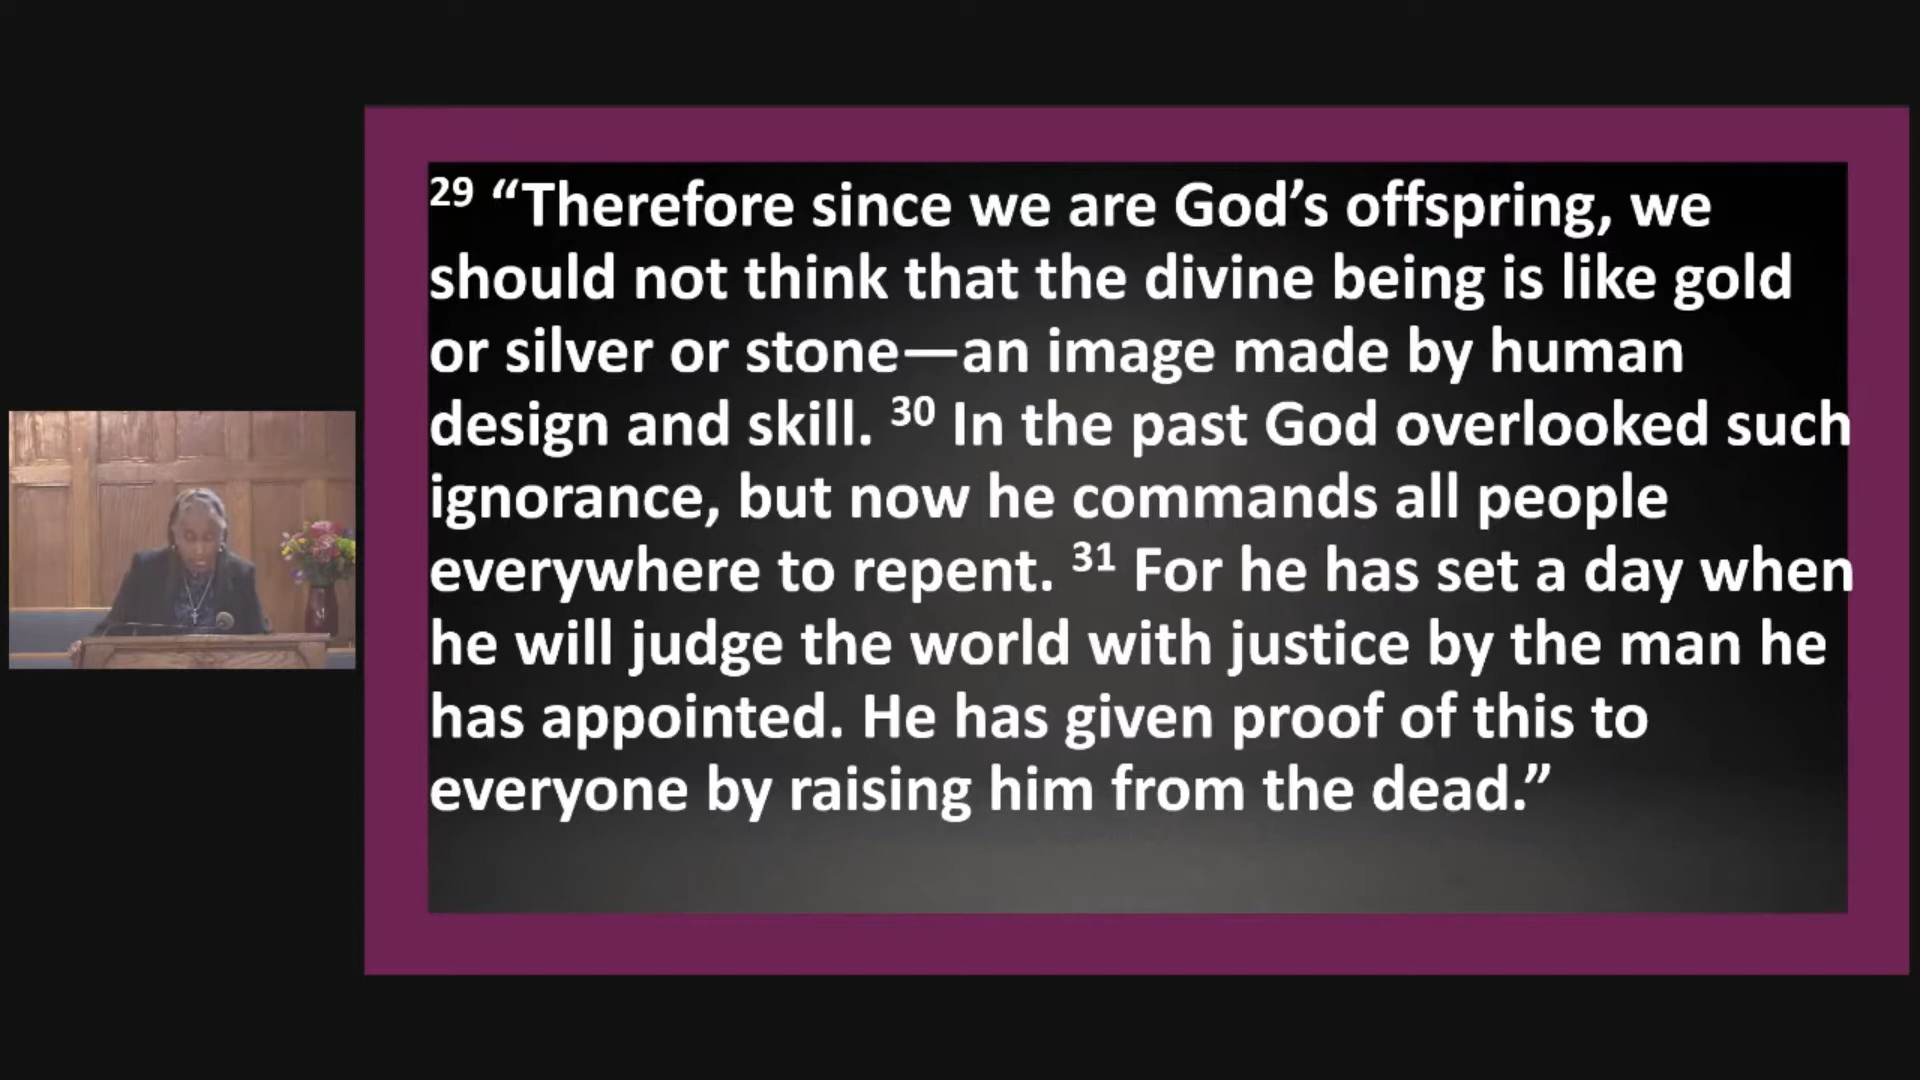 29 “Therefore since we are God’s offspring, we
should not think that the divine being is like gold
or silver or stone—an image made by human
design and skill. 30 In the past God overlooked such
ignorance, but now he commands all people
everywhere to repent. 31 For he has set a day when
he will judge the world with justice by the man he
has appointed. He has given proof of this to
everyone by raising him from the dead.”